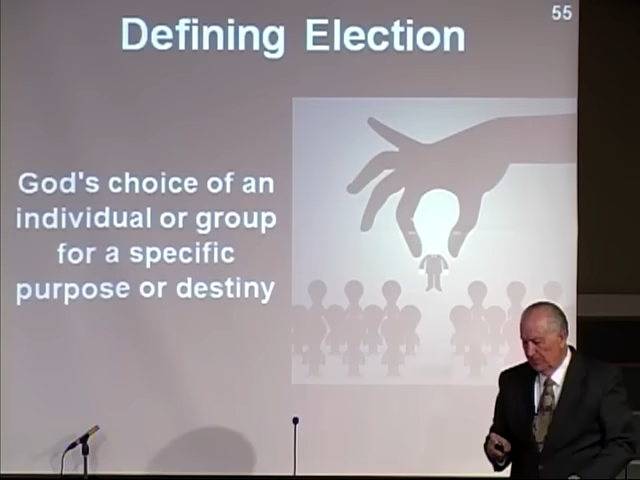 55
Defining Election
God's choice of an
individual or group
for a specific
purpose or destiny